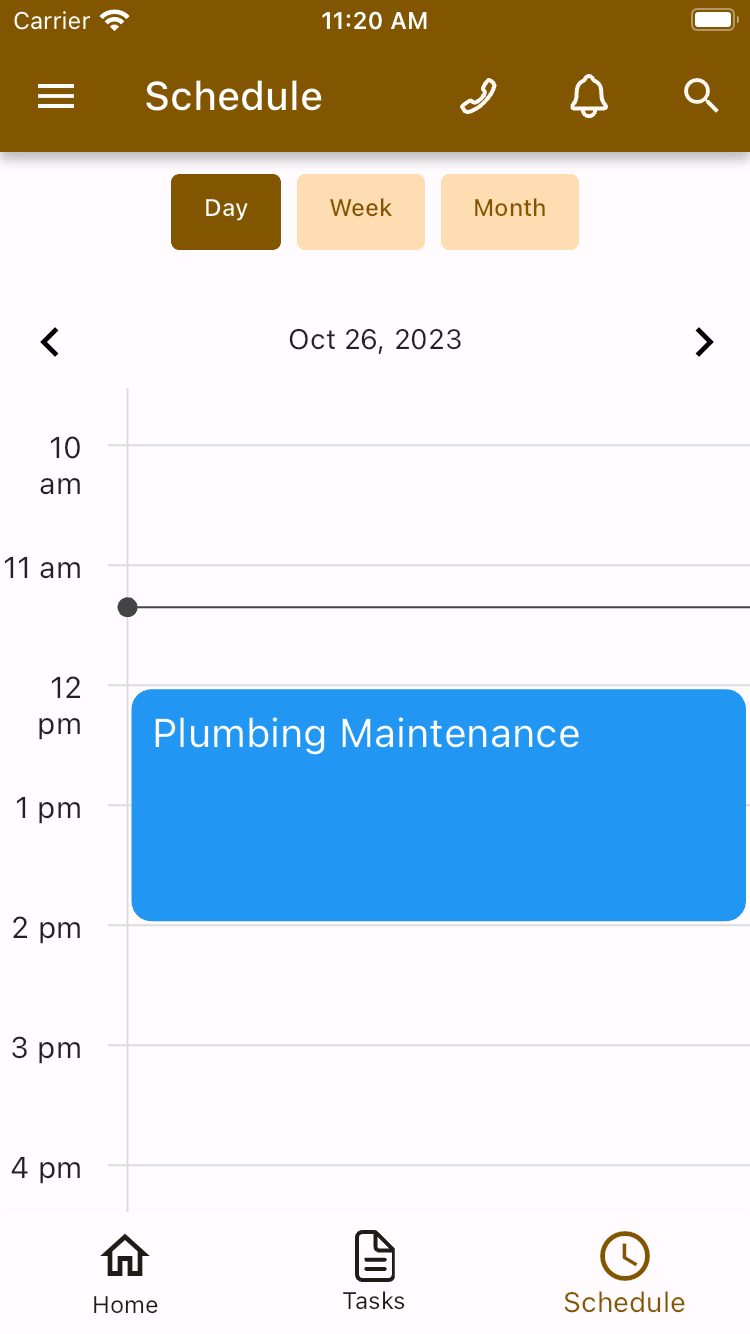 Carrier 11:20 AM
Schedule
Day Week Month
Oct 26, 2023
10
am
11 am
12
pm
Plumbing Maintenance
1 pm
2 pm
3 pm
4 pm
Home Tasks Schedule